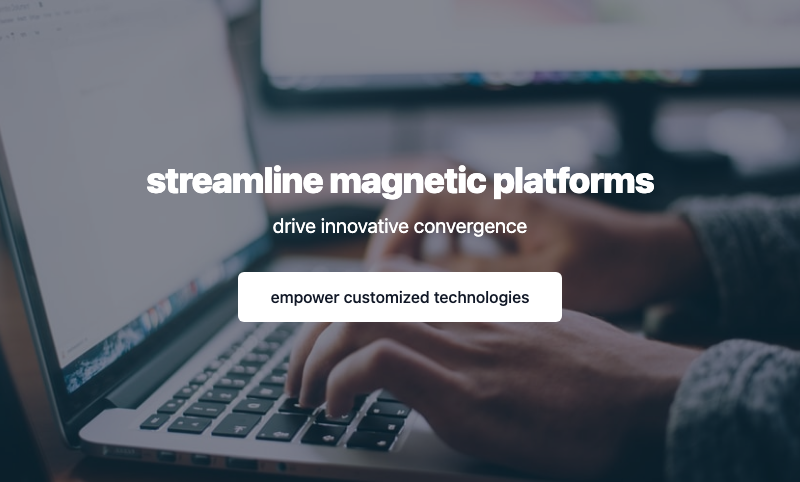 streamline magnetic platforms
drive innovative convergence
empower customized technologies